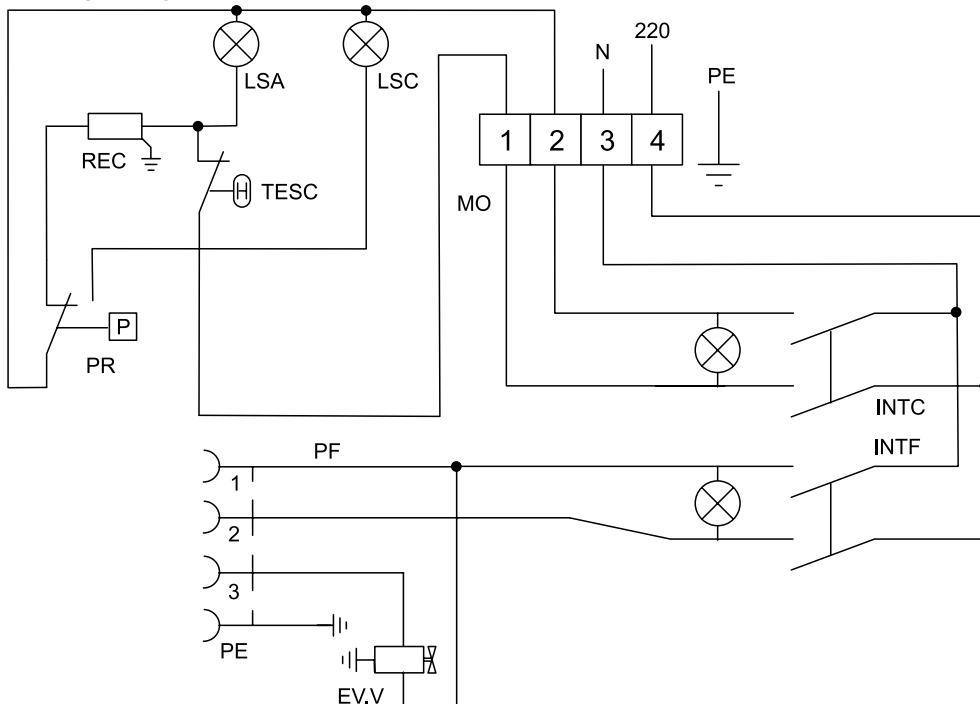 220
N
PE
LSA
LSC
1 2 3 4
REC
TESC
MO
P
PR
INTC
INTF
PF
1
2
3
PE
EV.V